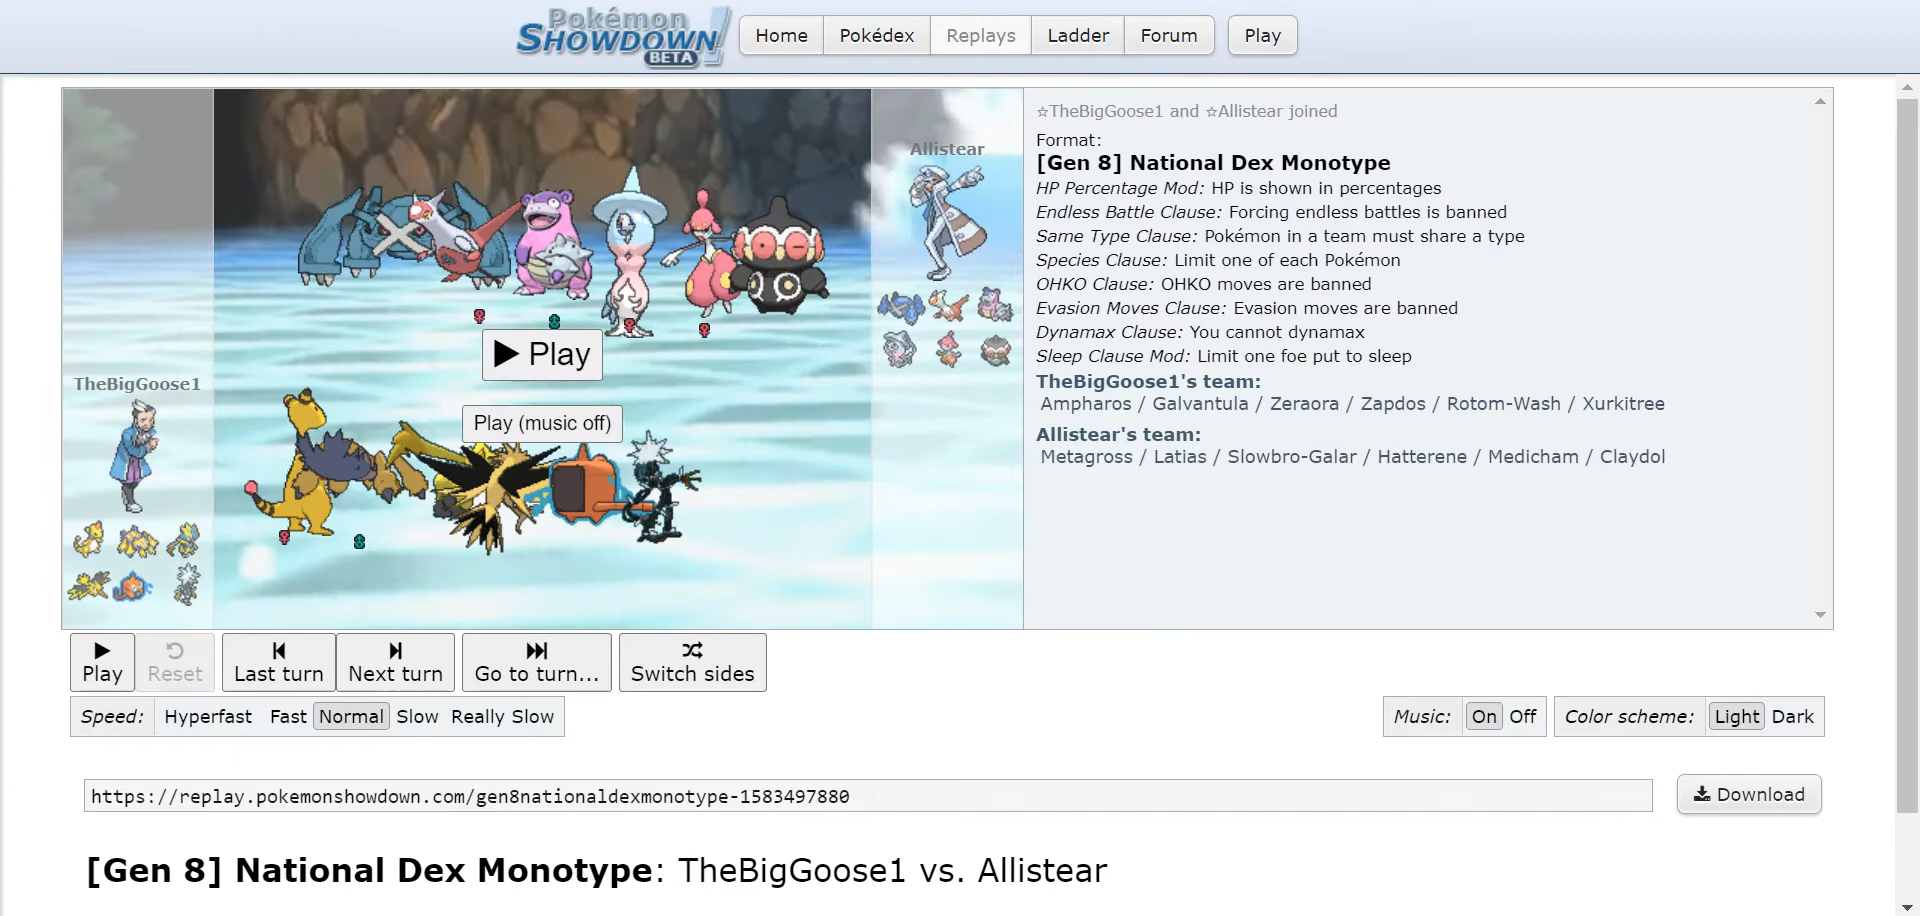 Pokémon
SHOWDOWN!
BETA
Home
Pokédex
Replays
Ladder
Forum
Play
Allistear
TheBigGoose1
▶ Play
Play (music off)
☆TheBigGoose1 and ☆Allistear joined
Format:
[Gen 8] National Dex Monotype
HP Percentage Mod: HP is shown in percentages
Endless Battle Clause: Forcing endless battles is banned
Same Type Clause: Pokémon in a team must share a type
Species Clause: Limit one of each Pokémon
OHKO Clause: OHKO moves are banned
Evasion Moves Clause: Evasion moves are banned
Dynamax Clause: You cannot dynamax
Sleep Clause Mod: Limit one foe put to sleep
TheBigGoose1's team:
Ampharos / Galvantula / Zeraora / Zapdos / Rotom-Wash / Xurkitree
Allistear's team:
Metagross / Latias / Slowbro-Galar / Hatterene / Medicham / Claydol
Play
Reset
Last turn
Next turn
Go to turn...
Switch sides
Speed: Hyperfast Fast Normal Slow Really Slow
Music: On Off
Color scheme: Light Dark
https://replay.pokemonshowdown.com/gen8nationaldexmonotype-1583497880
Download
[Gen 8] National Dex Monotype: TheBigGoose1 vs. Allistear